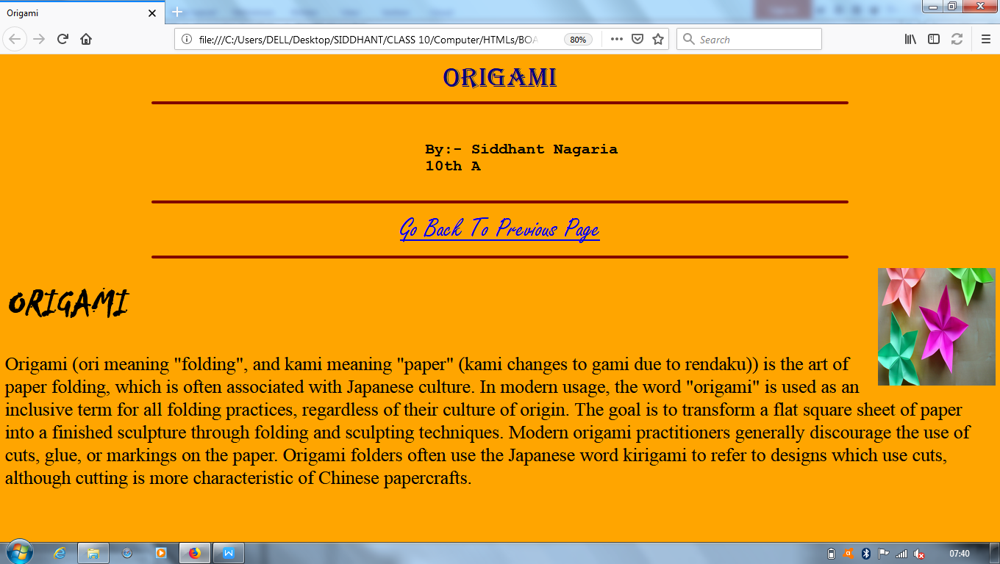 Origami
file:///C:/Users/DELL/Desktop/SIDDHANT/CLASS 10/Computer/HTMLs/BOA
80%
Search
ORIGAMI
By:- Siddhant Nagaria
10th A
Go Back To Previous Page
ORIGAMI
Origami (ori meaning "folding", and kami meaning "paper" (kami changes to gami due to rendaku)) is the art of
paper folding, which is often associated with Japanese culture. In modern usage, the word "origami" is used as an
inclusive term for all folding practices, regardless of their culture of origin. The goal is to transform a flat square sheet of paper
into a finished sculpture through folding and sculpting techniques. Modern origami practitioners generally discourage the use of
cuts, glue, or markings on the paper. Origami folders often use the Japanese word kirigami to refer to designs which use cuts,
although cutting is more characteristic of Chinese papercrafts.
07:40